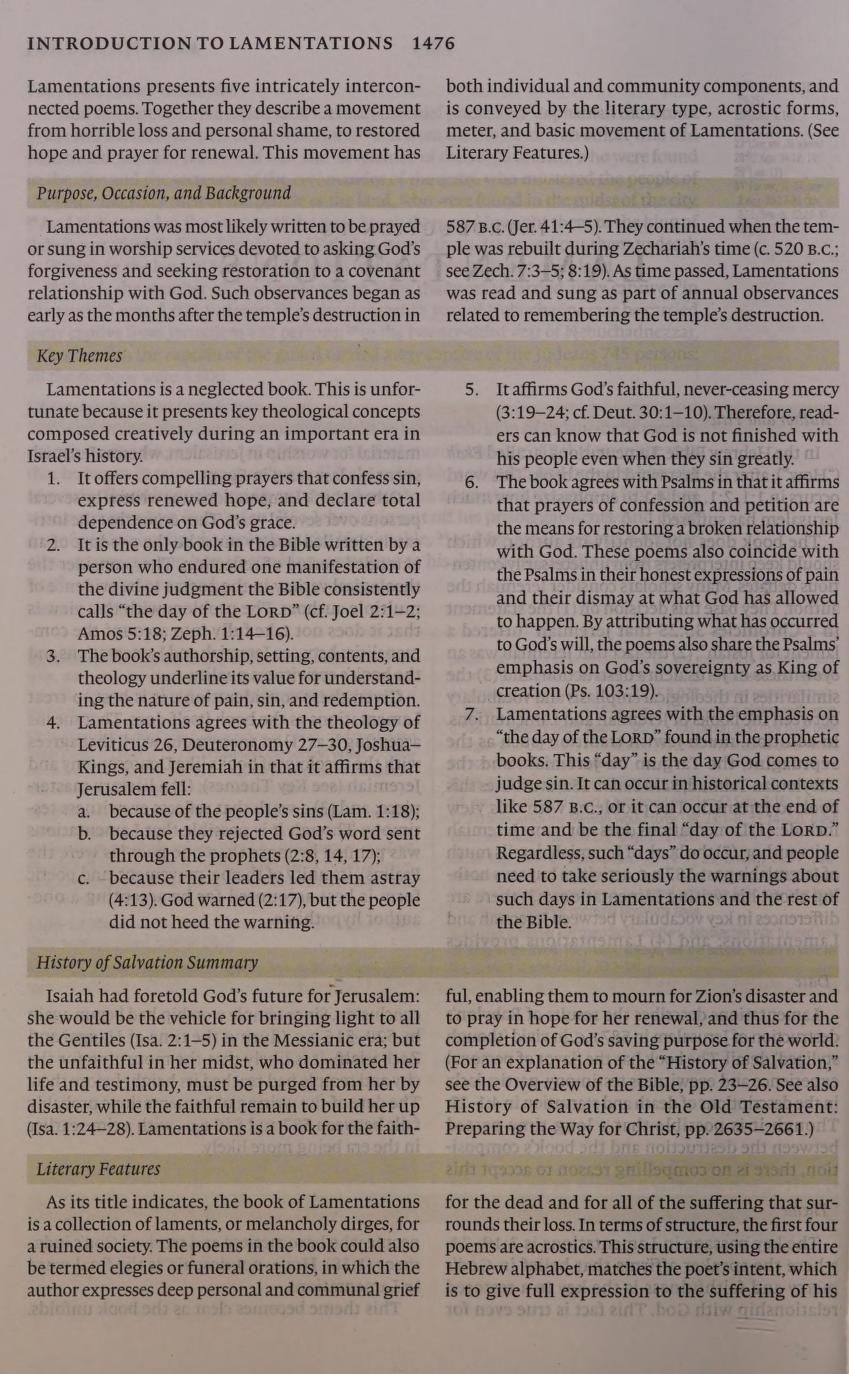 INTRODUCTION TO LAMENTATIONS 1476
Lamentations presents five intricately intercon-
nected poems. Together they describe a movement
from horrible loss and personal shame, to restored
hope and prayer for renewal. This movement has
both individual and community components, and
is conveyed by the literary type, acrostic forms,
meter, and basic movement of Lamentations. (See
Literary Features.)
Purpose, Occasion, and Background
Lamentations was most likely written to be prayed
or sung in worship services devoted to asking God's
forgiveness and seeking restoration to a covenant
relationship with God. Such observances began as
early as the months after the temple's destruction in
587 B.C. (Jer. 41:4–5). They continued when the tem-
ple was rebuilt during Zechariah's time (c. 520 B.C.;
see Zech. 7:3–5; 8:19). As time passed, Lamentations
was read and sung as part of annual observances
related to remembering the temple's destruction.
Key Themes
Lamentations is a neglected book. This is unfor-
tunate because it presents key theological concepts
composed creatively during an important era in
Israel's history.
1. It offers compelling prayers that confess sin,
express renewed hope, and declare total
dependence on God's grace.
2. It is the only book in the Bible written by a
person who endured one manifestation of
the divine judgment the Bible consistently
calls "the day of the LORD" (cf. Joel 2:1–2;
Amos 5:18; Zeph. 1:14–16).
3. The book's authorship, setting, contents, and
theology underline its value for understand-
ing the nature of pain, sin, and redemption.
4. Lamentations agrees with the theology of
Leviticus 26, Deuteronomy 27–30, Joshua–
Kings, and Jeremiah in that it affirms that
Jerusalem fell:
a. because of the people's sins (Lam. 1:18);
b. because they rejected God's word sent
through the prophets (2:8, 14, 17);
c. because their leaders led them astray
(4:13). God warned (2:17), but the people
did not heed the warning.
5. It affirms God's faithful, never-ceasing mercy
(3:19–24; cf. Deut. 30:1–10). Therefore, read-
ers can know that God is not finished with
his people even when they sin greatly.
6. The book agrees with Psalms in that it affirms
that prayers of confession and petition are
the means for restoring a broken relationship
with God. These poems also coincide with
the Psalms in their honest expressions of pain
and their dismay at what God has allowed
to happen. By attributing what has occurred
to God's will, the poems also share the Psalms'
emphasis on God's sovereignty as King of
creation (Ps. 103:19).
7. Lamentations agrees with the emphasis on
"the day of the LORD" found in the prophetic
books. This "day" is the day God comes to
judge sin. It can occur in historical contexts
like 587 B.C., or it can occur at the end of
time and be the final "day of the LORD."
Regardless, such "days" do occur, and people
need to take seriously the warnings about
such days in Lamentations and the rest of
the Bible.
History of Salvation Summary
Isaiah had foretold God's future for Jerusalem:
she would be the vehicle for bringing light to all
the Gentiles (Isa. 2:1–5) in the Messianic era; but
the unfaithful in her midst, who dominated her
life and testimony, must be purged from her by
disaster, while the faithful remain to build her up
(Isa. 1:24–28). Lamentations is a book for the faith-
ful, enabling them to mourn for Zion's disaster and
to pray in hope for her renewal, and thus for the
completion of God's saving purpose for the world.
(For an explanation of the "History of Salvation,"
see the Overview of the Bible, pp. 23–26. See also
History of Salvation in the Old Testament:
Preparing the Way for Christ, pp. 2635–2661.)
Literary Features
As its title indicates, the book of Lamentations
is a collection of laments, or melancholy dirges, for
a ruined society. The poems in the book could also
be termed elegies or funeral orations, in which the
author expresses deep personal and communal grief
for the dead and for all of the suffering that sur-
rounds their loss. In terms of structure, the first four
poems are acrostics. This structure, using the entire
Hebrew alphabet, matches the poet's intent, which
is to give full expression to the suffering of his